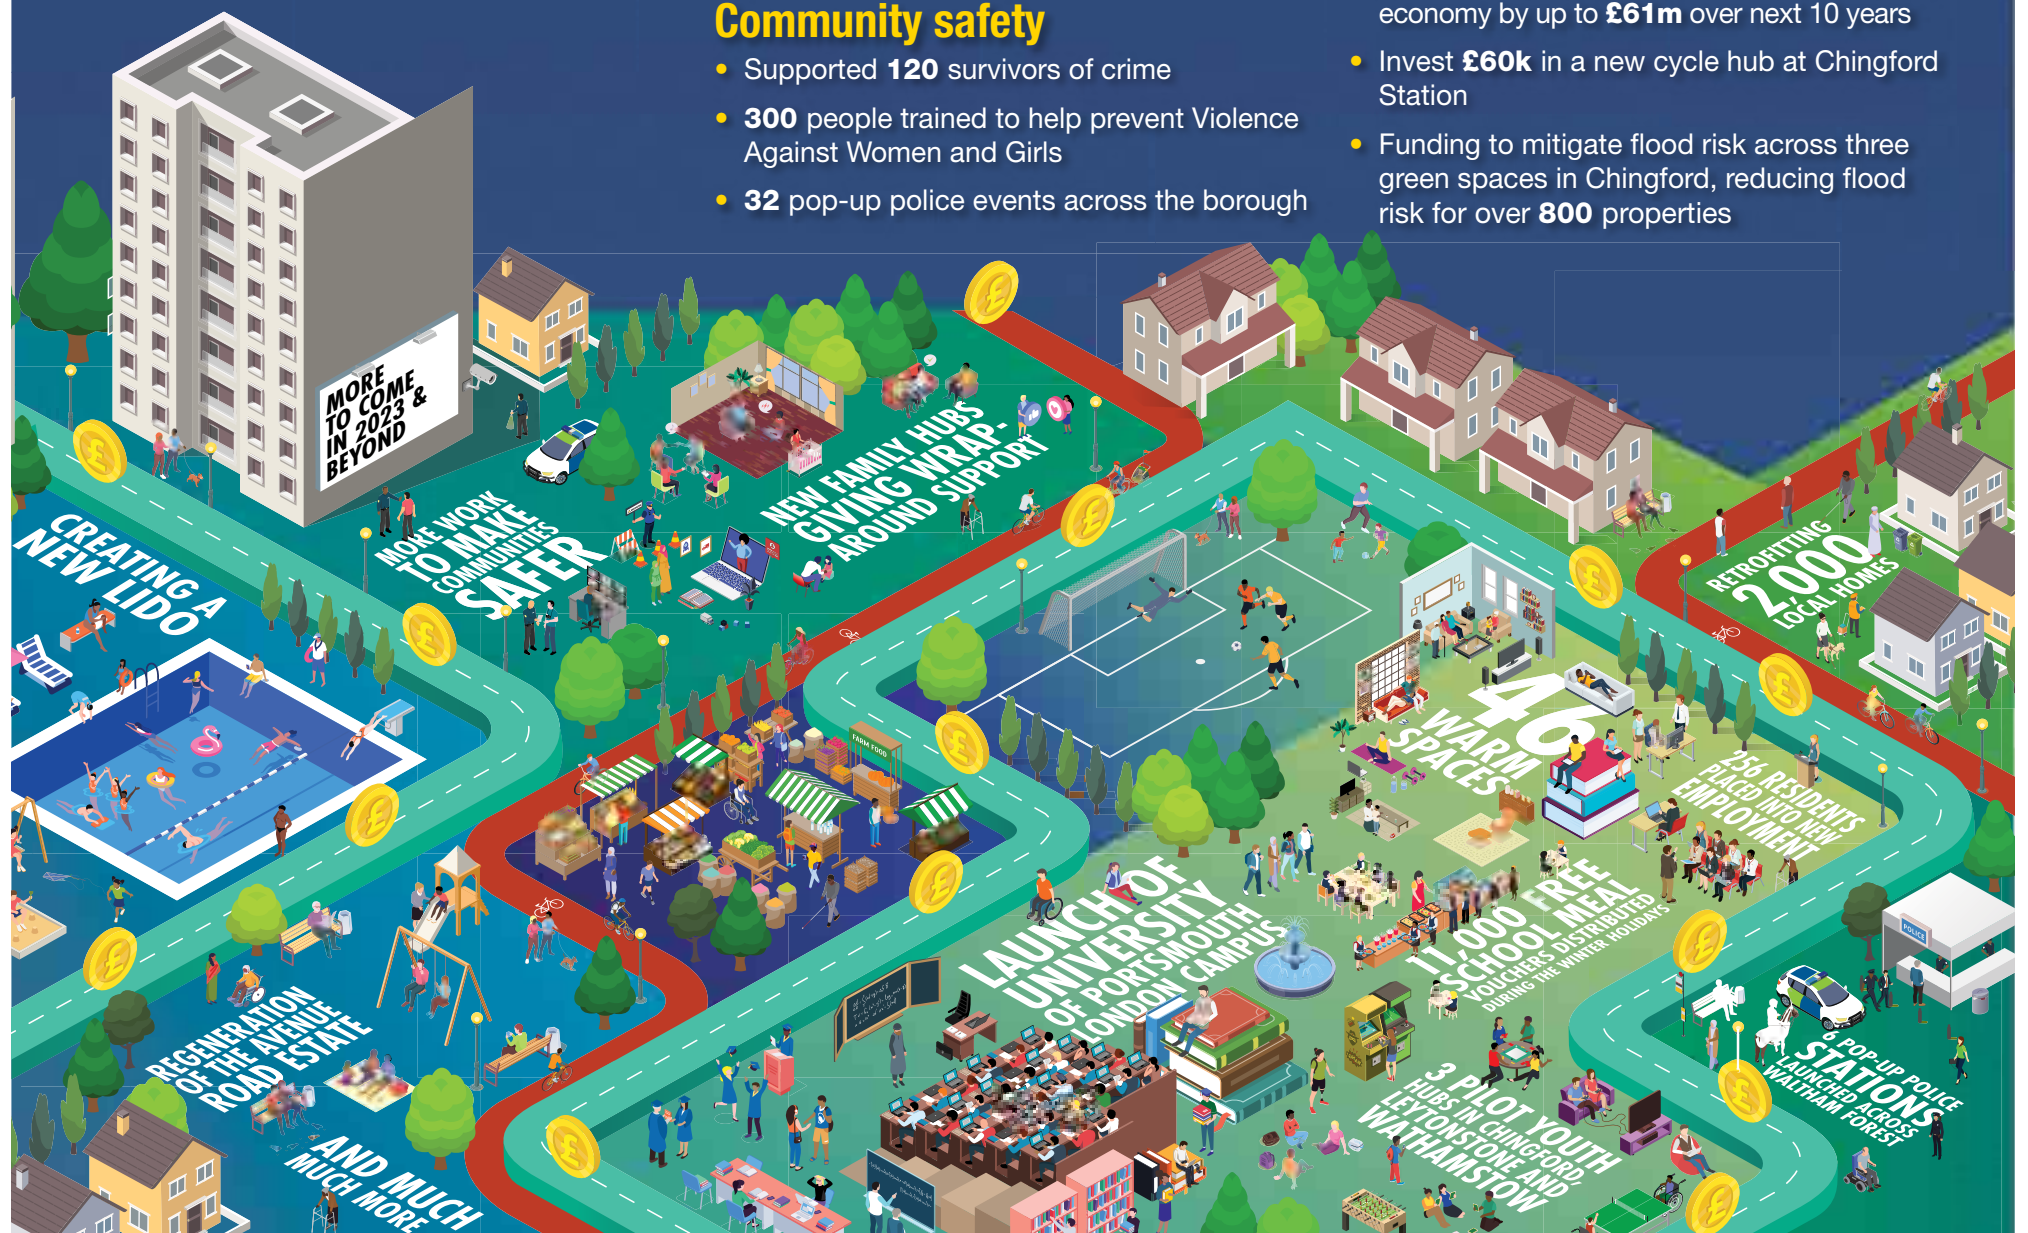 Community safety
• Supported 120 survivors of crime
• 300 people trained to help prevent Violence
Against Women and Girls
• 32 pop-up police events across the borough
economy by up to £61m over next 10 years
• Invest £60k in a new cycle hub at Chingford
Station
• Funding to mitigate flood risk across three
green spaces in Chingford, reducing flood
risk for over 800 properties
MORE
TO COME
IN 2023 &
BEYOND
NEW FAMILY HUBS
GIVING WRAP-
AROUND SUPPORT
MORE WORK
TO MAKE
COMMUNITIES
SAFER
CREATING A
NEW LIDO
RETROFITTING
2,000
LOCAL HOMES
46
WARM
SPACES
FARM FOOD
256 RESIDENTS
PLACED INTO NEW
EMPLOYMENT
LAUNCH OF
UNIVERSITY
OF PORTSMOUTH
LONDON CAMPUS
11,000 FREE
SCHOOL MEAL
VOUCHERS DISTRIBUTED
DURING THE WINTER HOLIDAYS
POLICE
REGENERATION
OF THE AVENUE
ROAD ESTATE
6 POP-UP POLICE
STATIONS
LAUNCHED ACROSS
WALTHAM FOREST
3 PILOT YOUTH
HUBS IN CHINGFORD,
LEYTONSTONE AND
WATHAMSTOW
AND MUCH
MUCH MORE